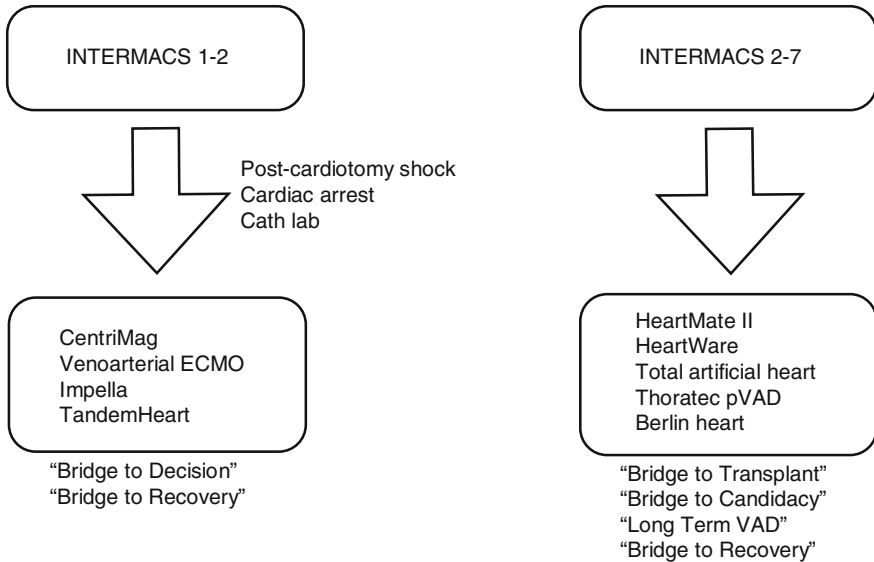 INTERMACS 1-2
Post-cardiotomy shock
Cardiac arrest
Cath lab
CentriMag
Venoarterial ECMO
Impella
TandemHeart
“Bridge to Decision”
“Bridge to Recovery”
INTERMACS 2-7
HeartMate II
HeartWare
Total artificial heart
Thoratec pVAD
Berlin heart
“Bridge to Transplant”
“Bridge to Candidacy”
“Long Term VAD”
“Bridge to Recovery”